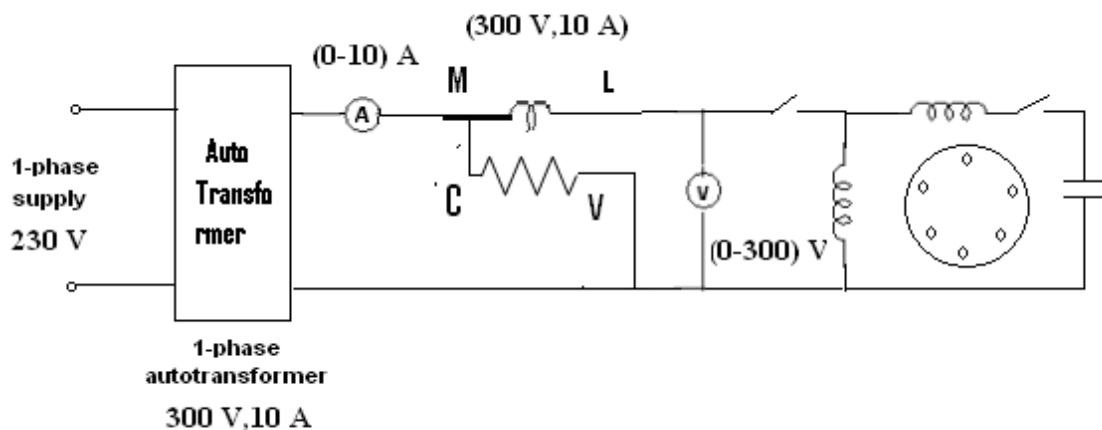 (300 V,10 A)
(0-10) A
M
L
A
1-phase
supply
230 V
Auto
Transfo
rmer
C
V
V
(0-300) V
1-phase
autotransformer
300 V,10 A